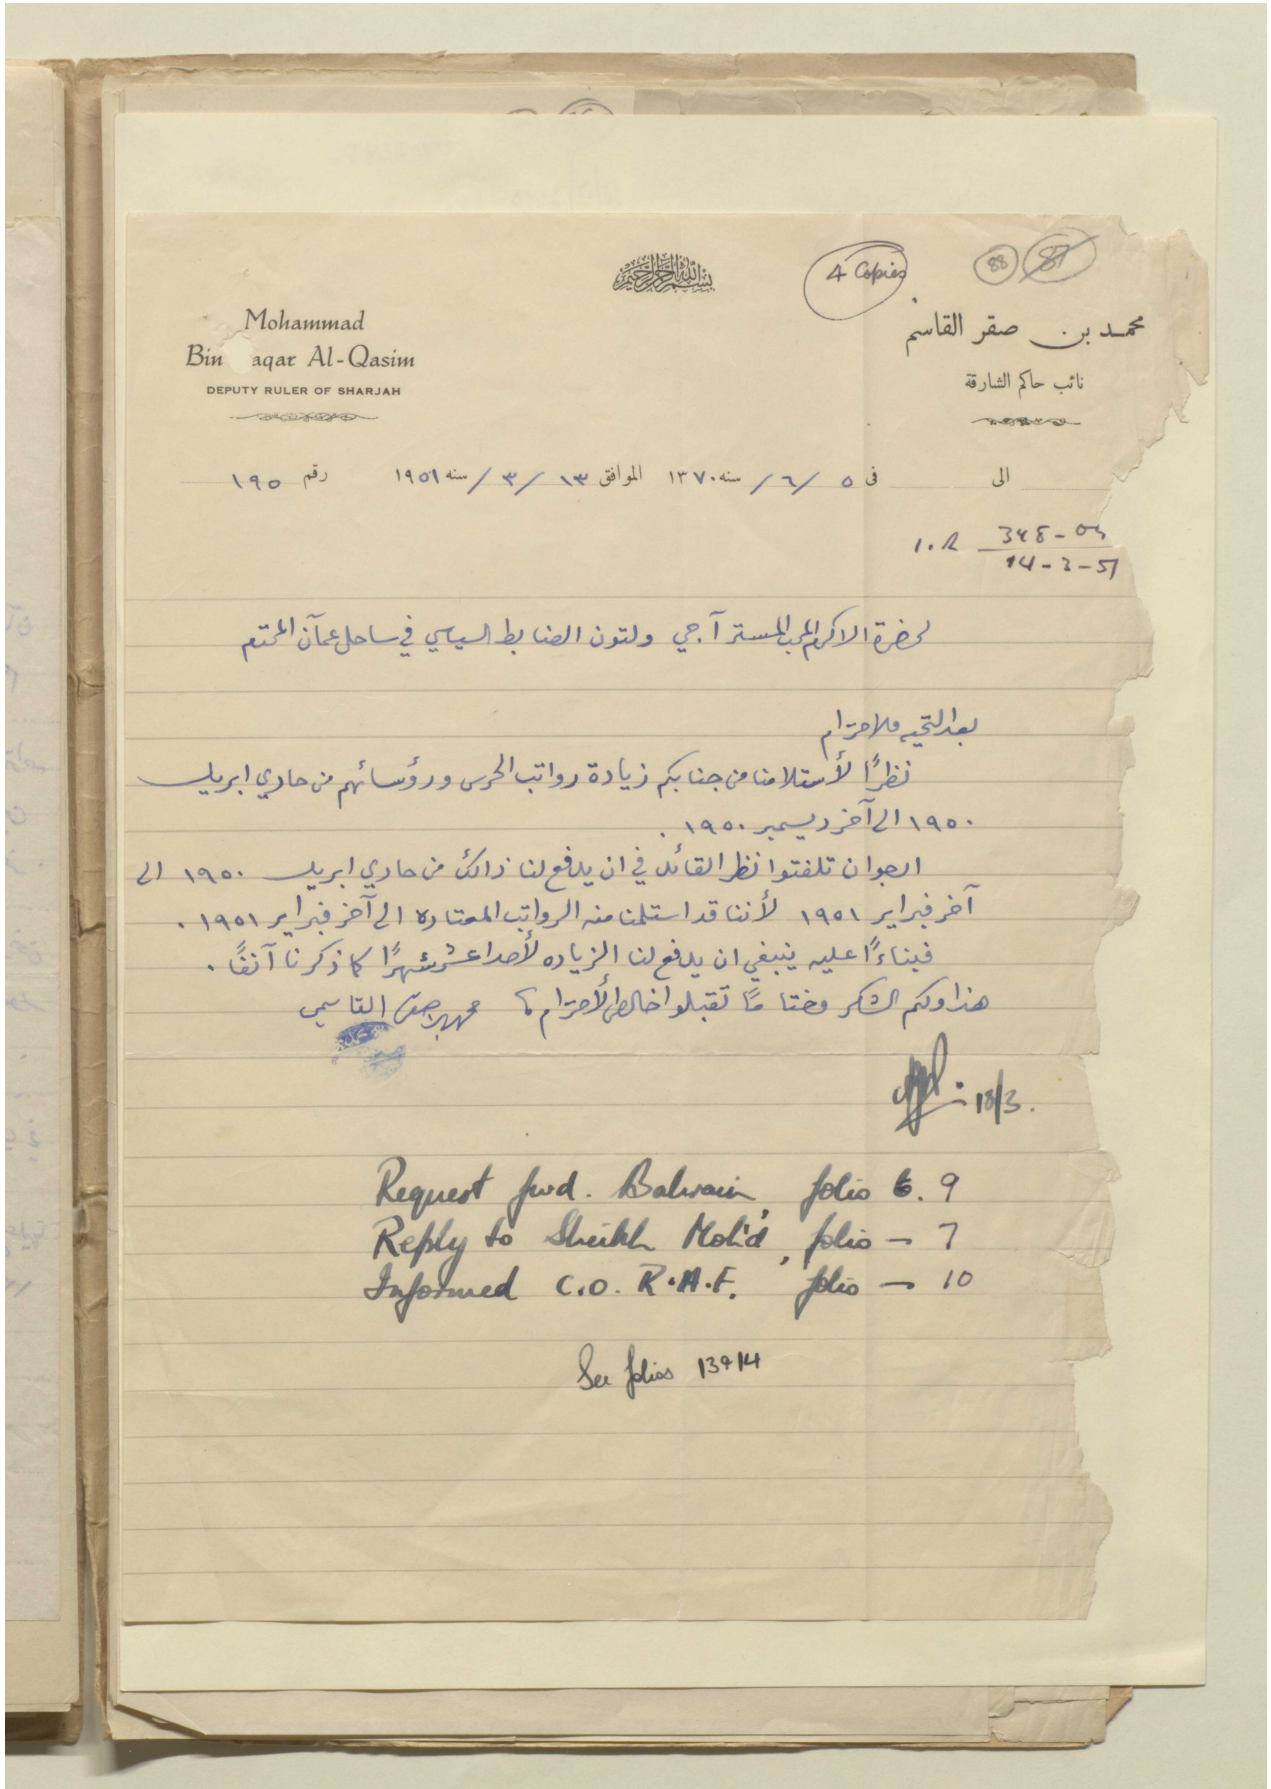 بسم الله الرحمن الرحيم
4 Copies
88 87
Mohammad
Bin aqar Al-Qasim
DEPUTY RULER OF SHARJAH
محمد بن صقر القاسم
نائب حاكم الشارقة
الى فى ٥ / ٦ / سنه ١٣٧٠ الموافق ١٣ / ٣ / سنه ١٩٥١ رقم ١٩٥
14-3-51
لحضرة الاكرم المحب المستر آ. جي ولتون الضابط السياسي في ساحل عمآن المحترم
بعد التحيه والاحترام
نظرًا لأستلامنا من جنابكم زيادة رواتب الحرس ورؤسائهم من حادي ابريل
١٩٥٠ الى آخر ديسمبر ١٩٥٠ .
ارجو ان تلفتوا نظر القائد في ان يدفع لنا ذالك من حادي ابريل ١٩٥٠ الى
آخر فبراير ١٩٥١ لأننا قد استلمنا منه الرواتب المعتاده الى آخر فبراير ١٩٥١ .
فبناءًا عليه ينبغي ان يدفع لنا الزياده لأحدا عشر شهرًا كما ذكرنا آنفًا .
هذا ولكم الشكر وختامًا تقبلوا خالص الأحترام محمد بن صقر القاسمي
18/3.
Request fwd. Bahrain, folio 6. 9
Reply to Sheikh Moh'd, folio – 7
Informed C.O. R.A.F. folio – 10
See folios 13 & 14